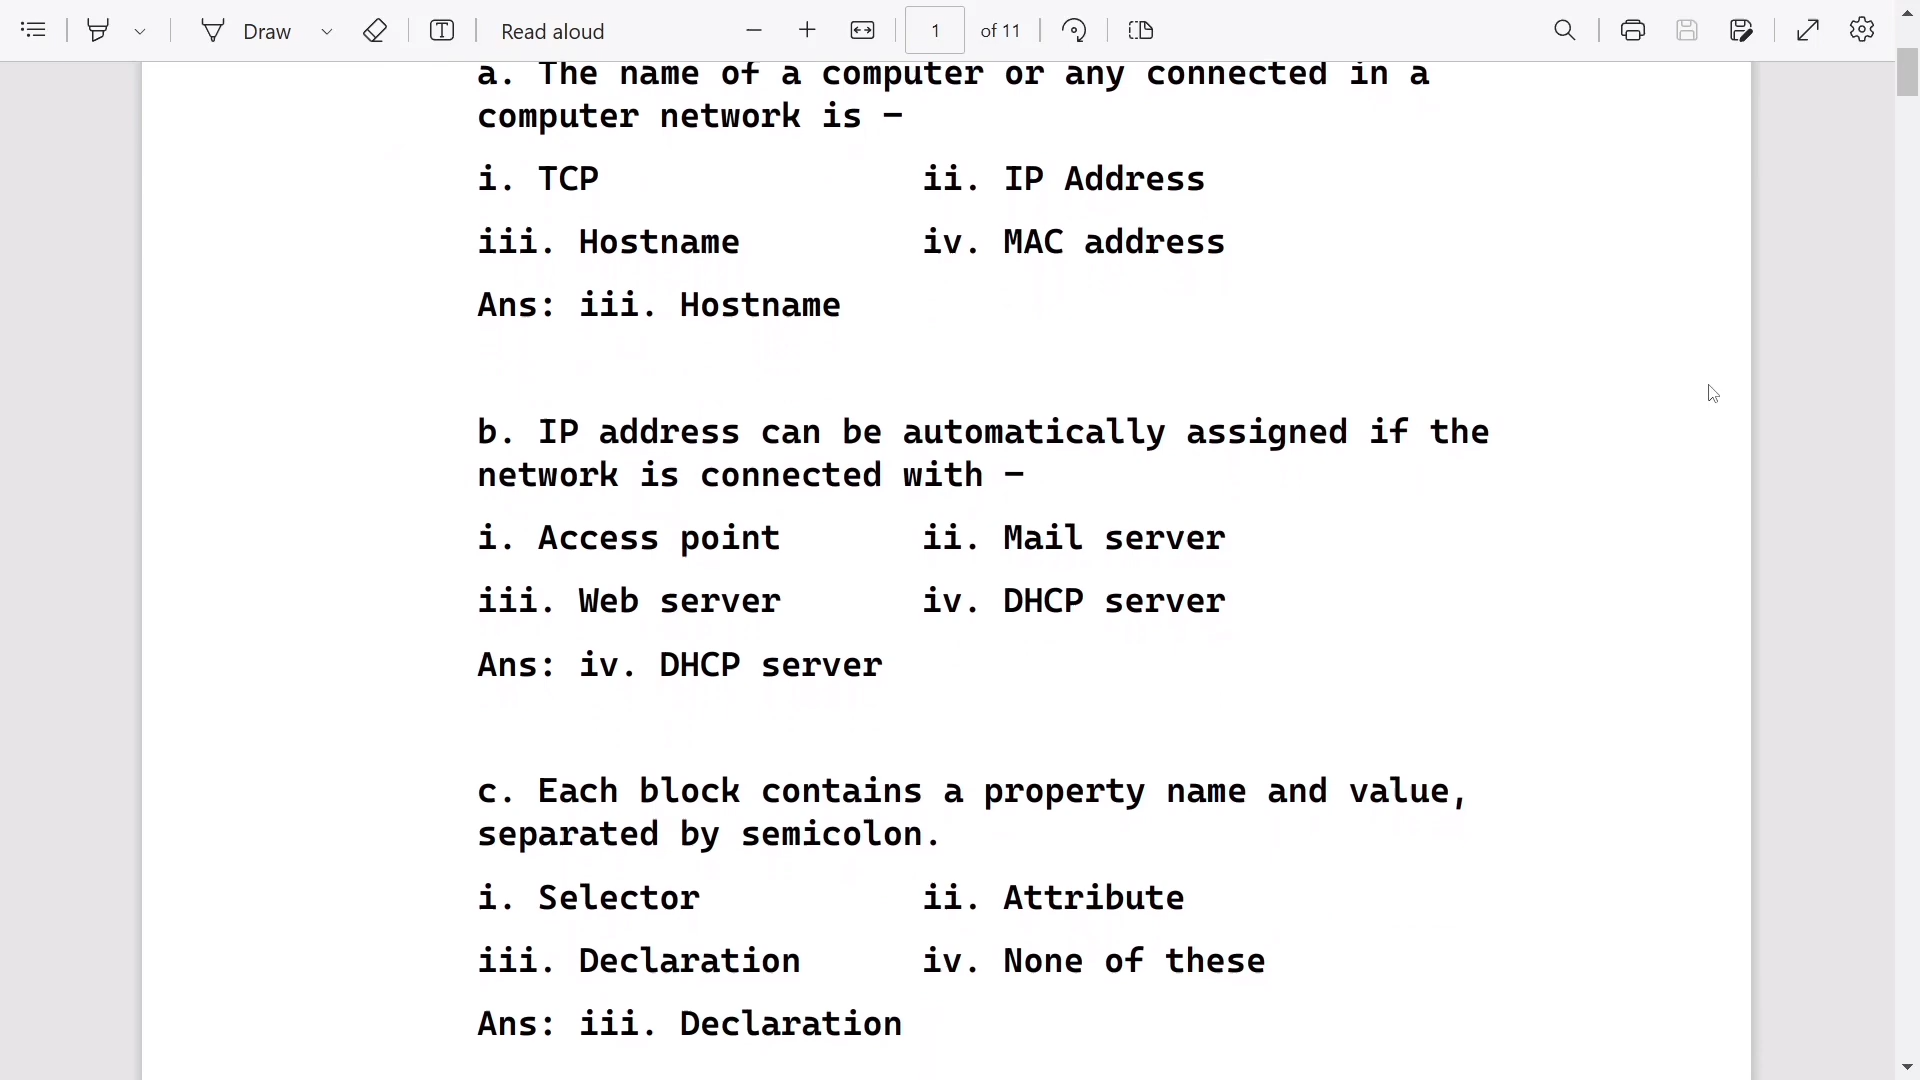 Draw
Read aloud
1 of 11
a. The name of a computer or any connected in a
computer network is –
i. TCP ii. IP Address
iii. Hostname iv. MAC address
Ans: iii. Hostname
b. IP address can be automatically assigned if the
network is connected with –
i. Access point ii. Mail server
iii. Web server iv. DHCP server
Ans: iv. DHCP server
c. Each block contains a property name and value,
separated by semicolon.
i. Selector ii. Attribute
iii. Declaration iv. None of these
Ans: iii. Declaration